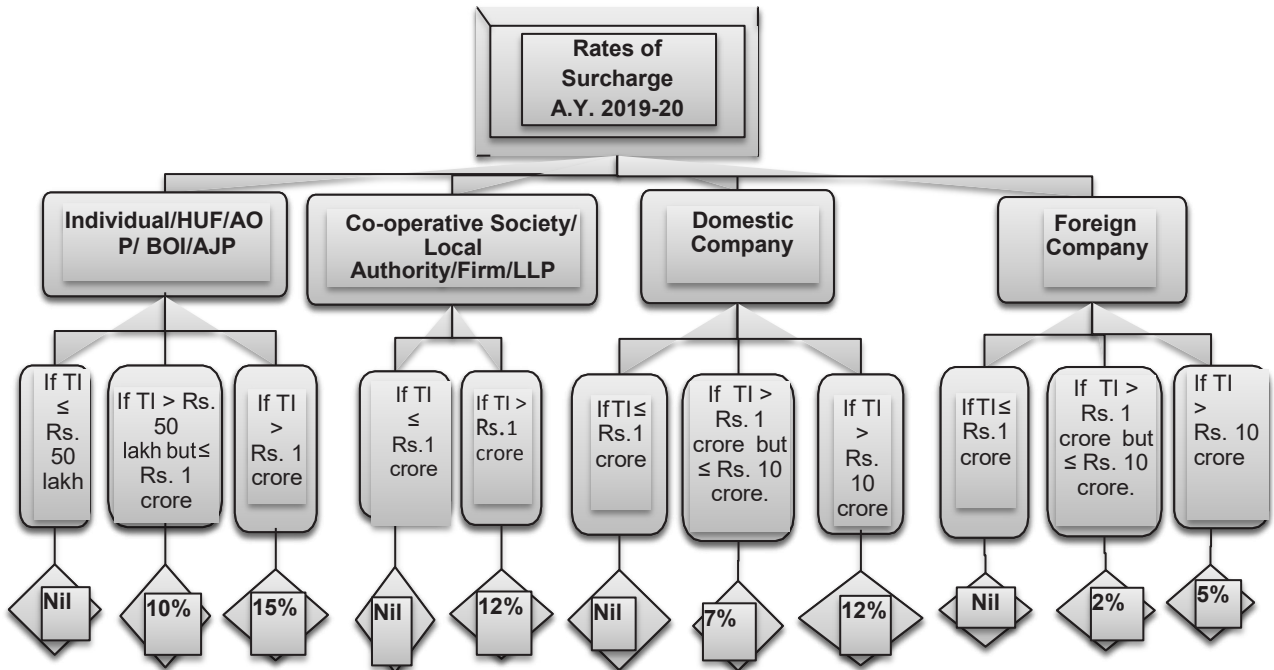 Rates of
Surcharge
A.Y. 2019-20
Individual/HUF/AO
P/ BOI/AJP
Co-operative Society/
Local
Authority/Firm/LLP
Domestic
Company
Foreign
Company
If TI
≤
Rs.
50
lakh
If TI > Rs.
50
lakh but ≤
Rs. 1
crore
If TI
>
Rs. 1
crore
If TI
≤
Rs.1
crore
If TI >
Rs.1
crore
If TI ≤
Rs.1
crore
If TI >
Rs. 1
crore but
≤ Rs. 10
crore.
If TI
>
Rs.
10
crore
If TI ≤
Rs.1
crore
If TI >
Rs. 1
crore but
≤ Rs. 10
crore.
If TI
>
Rs. 10
crore
Nil
10%
15%
Nil
12%
Nil
7%
12%
Nil
2%
5%